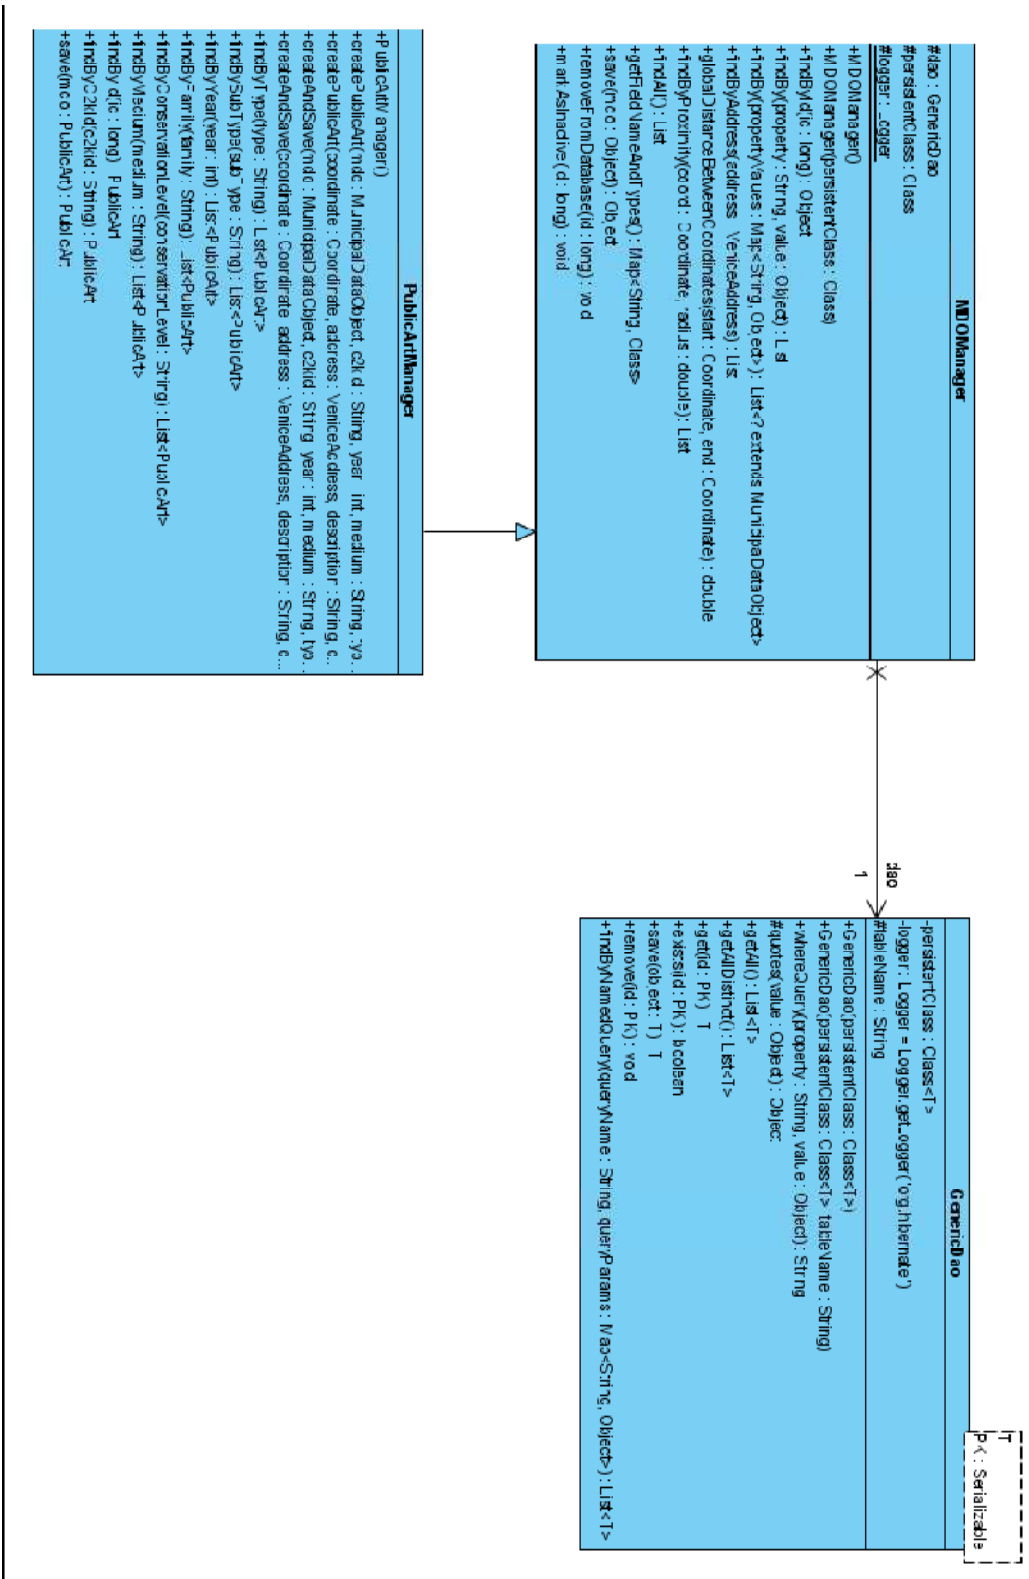 MDOManager
#dao : GenericDao
#persistentClass : Class
#logger : Logger
+MDOManager()
+MDOManager(persistentClass : Class)
+findById(id : long) : Object
+findBy(property : String, value : Object) : List
+findBy(propertyValues : Map<String, Object>) : List<? extends MunicipalDataObject>
+findByAddress(address : VeniceAddress) : List
+globalDistanceBetweenCoordinates(start : Coordinate, end : Coordinate) : double
+findByProximity(coord : Coordinate, radius : double) : List
+findAll() : List
+getFieldNameAndTypes() : Map<String, Class>
+save(mdo : Object) : Object
+removeFromDatabase(id : long) : void
+markAsInactive(id : long) : void
dao
1
GenericDao
T
PK : Serializable
-persistentClass : Class<T>
-logger : Logger = Logger.getLogger("org.hibernate")
#tableName : String
+GenericDao(persistentClass : Class<T>)
+GenericDao(persistentClass : Class<T>, tableName : String)
+whereQuery(property : String, value : Object) : String
#quotes(value : Object) : Object
+getAll() : List<T>
+getAllDistinct() : List<T>
+get(id : PK) : T
+exists(id : PK) : boolean
+save(object : T) : T
+remove(id : PK) : void
+findByNamedQuery(queryName : String, queryParams : Map<String, Object>) : List<T>
PublicArtManager
+PublicArtManager()
+createPublicArt(mdo : MunicipalDataObject, c2kid : String, year : int, medium : String, typ...
+createPublicArt(coordinate : Coordinate, address : VeniceAddress, description : String, c...
+createAndSave(mdo : MunicipalDataObject, c2kid : String, year : int, medium : String, typ...
+createAndSave(coordinate : Coordinate, address : VeniceAddress, description : String, c...
+findByType(type : String) : List<PublicArt>
+findBySubType(subType : String) : List<PublicArt>
+findByYear(year : int) : List<PublicArt>
+findByFamily(family : String) : List<PublicArt>
+findByConservationLevel(conservationLevel : String) : List<PublicArt>
+findByMedium(medium : String) : List<PublicArt>
+findById(id : long) : PublicArt
+findByC2kId(c2kid : String) : PublicArt
+save(mdo : PublicArt) : PublicArt